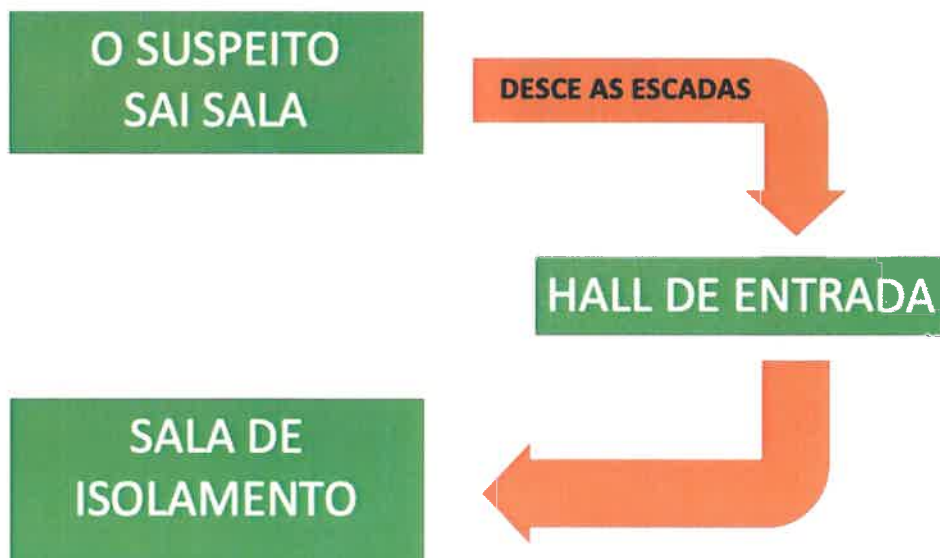 O SUSPEITO
SAI SALA
DESCE AS ESCADAS
HALL DE ENTRADA
SALA DE
ISOLAMENTO